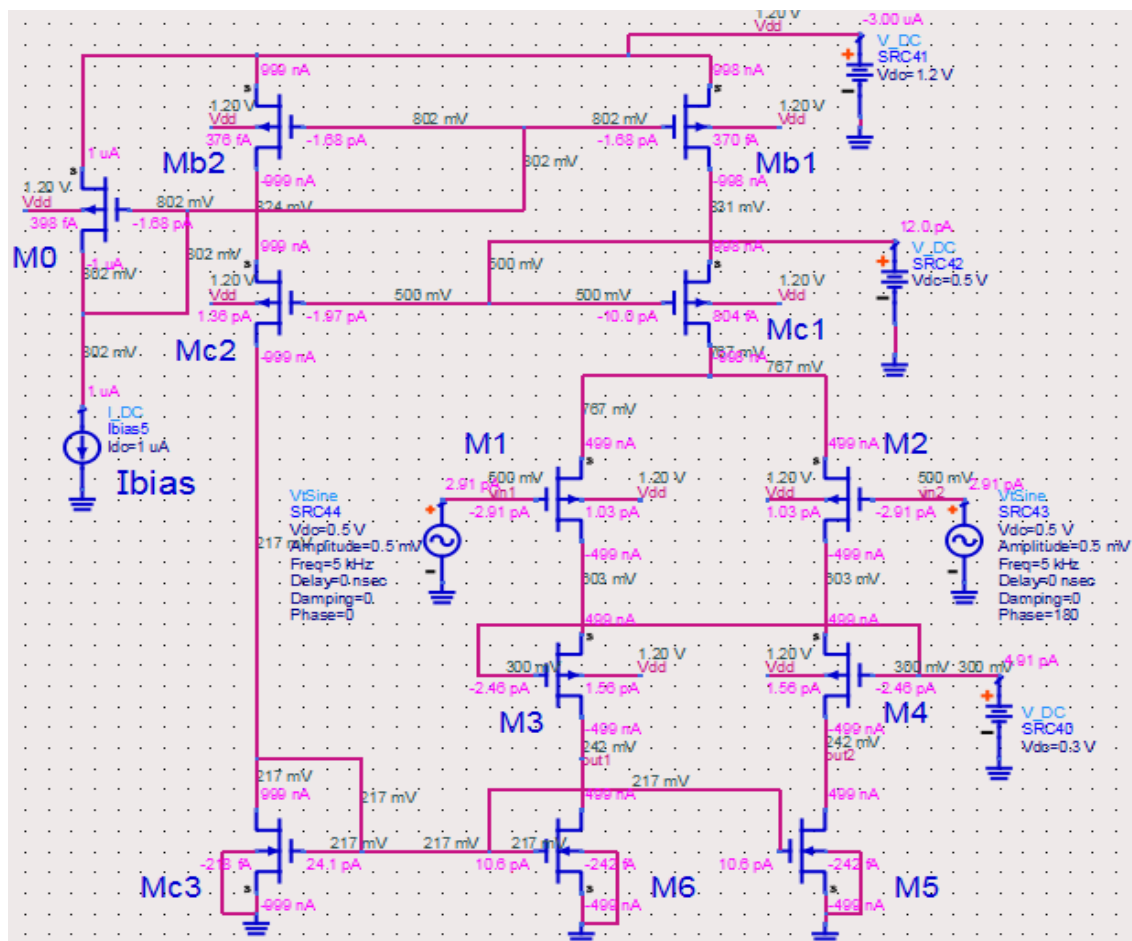 1.20 V
-3.00 uA
Vdd
V_DC
SRC41
Vdc=1.2 V
999 nA
998 nA
s
s
1.20 V
802 mV
802 mV
1.20 V
Vdd
Vdd
376 fA
-1.68 pA
-1.68 pA
370 fA
Mb2
Mb1
802 mV
1 uA
s
-999 nA
-998 nA
1.20 V
802 mV
824 mV
831 mV
Vdd
398 fA
-1.68 pA
12.0 pA
M0
-1 uA
802 mV
802 mV
999 nA
998 nA
V_DC
SRC42
Vdc=0.5 V
s
500 mV
s
1.20 V
500 mV
500 mV
1.20 V
Vdd
Vdd
1.36 pA
-1.97 pA
-10.6 pA
804 fA
Mc2
Mc1
802 mV
-999 nA
-998 nA
767 mV
767 mV
1 uA
767 mV
I_DC
Ibias5
Idc=1 uA
Ibias
M1
M2
499 nA
499 nA
s
s
500 mV
1.20 V
1.20 V
500 mV
2.91 pA
vin1
Vdd
Vdd
vin2
2.91 pA
-2.91 pA
1.03 pA
1.03 pA
-2.91 pA
VtSine
SRC44
Vdc=0.5 V
Amplitude=0.5 mV
Freq=5 kHz
Delay=0 nsec
Damping=0.
Phase=0
217 mV
VtSine
SRC43
Vdc=0.5 V
Amplitude=0.5 mV
Freq=5 kHz
Delay=0 nsec
Damping=0
Phase=180
-499 nA
-499 nA
603 mV
603 mV
499 nA
499 nA
s
s
300 mV
1.20 V
1.20 V
300 mV
300 mV
4.91 pA
Vdd
Vdd
-2.46 pA
1.56 pA
1.56 pA
-2.46 pA
M3
M4
V_DC
SRC40
Vdc=0.3 V
-499 nA
-499 nA
242 mV
242 mV
out1
out2
217 mV
217 mV
217 mV
999 nA
499 nA
499 nA
217 mV
217 mV
217 mV
-218 fA
24.1 pA
10.6 pA
-242 fA
10.6 pA
-242 fA
Mc3
M6
M5
s
s
s
-999 nA
-499 nA
-499 nA